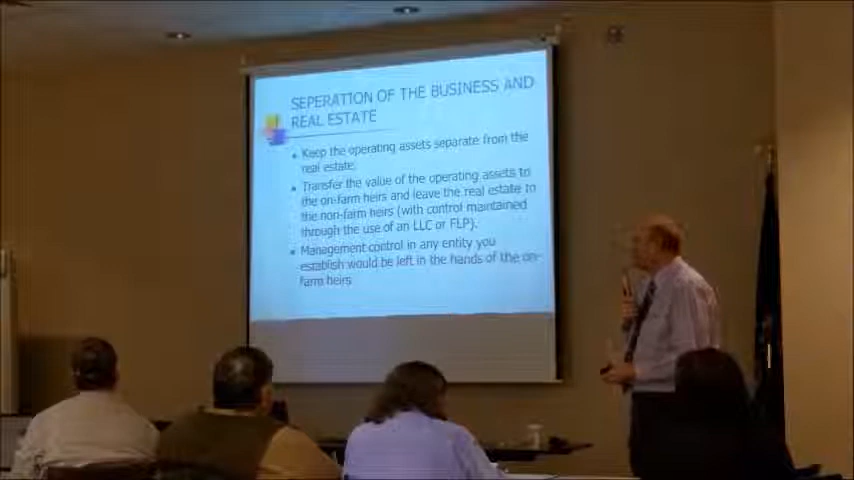 SEPERATION OF THE BUSINESS AND
REAL ESTATE
Keep the operating assets separate from the
real estate.
Transfer the value of the operating assets to
the on-farm heirs and leave the real estate to
the non-farm heirs (with control maintained
through the use of an LLC or FLP).
Management control in any entity you
establish would be left in the hands of the on-
farm heirs